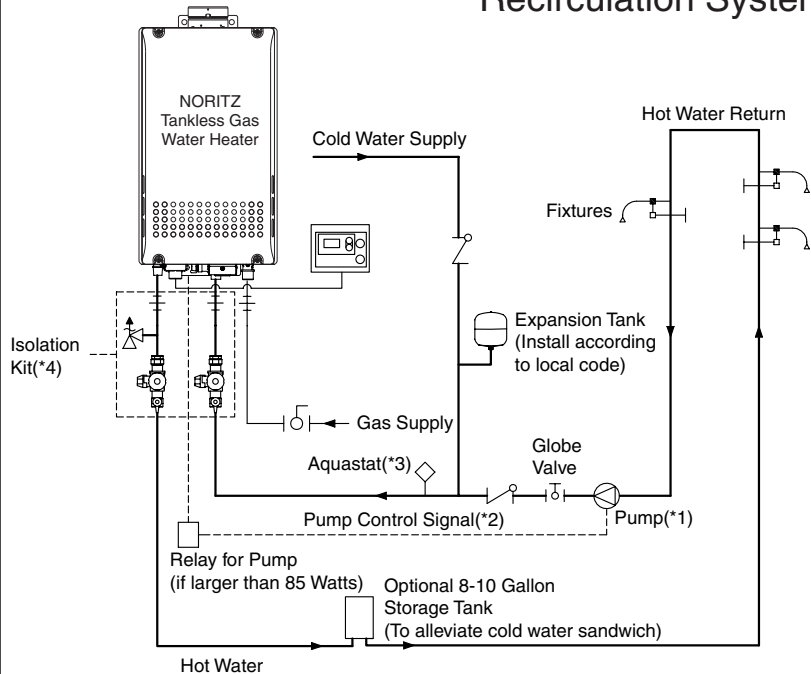 Recirculation System
NORITZ
Tankless Gas
Water Heater
Hot Water Return
Cold Water Supply
Fixtures
Expansion Tank
(Install according
to local code)
Isolation
Kit(*4)
Gas Supply
Globe
Valve
Aquastat(*3)
Pump Control Signal(*2)
Pump(*1)
Relay for Pump
(if larger than 85 Watts)
Optional 8-10 Gallon
Storage Tank
(To alleviate cold water sandwich)
Hot Water